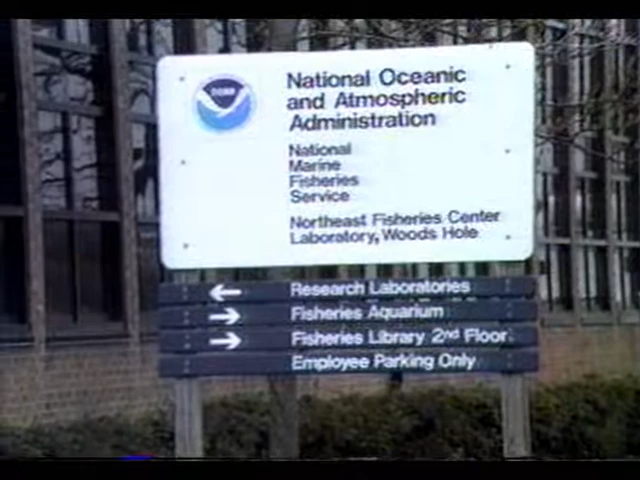 NOAA
National Oceanic
and Atmospheric
Administration
National
Marine
Fisheries
Service
Northeast Fisheries Center
Laboratory, Woods Hole
← Research Laboratories
→ Fisheries Aquarium
→ Fisheries Library 2nd Floor
Employee Parking Only